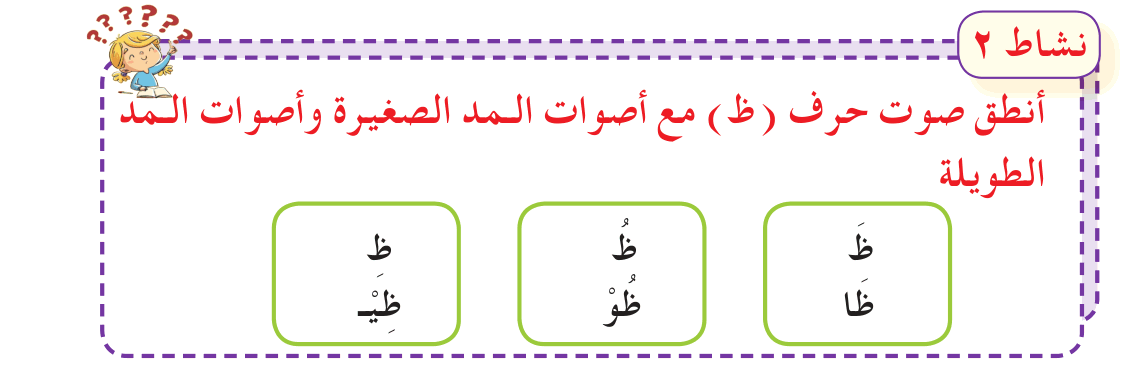 ؟ ؟ ؟ ؟ ؟ ؟
نشاط ٢
أنطق صوت حرف (ظ) مع أصوات المد الصغيرة وأصوات المد
الطويلة
ظَ
ظَا
ظُ
ظُوْ
ظِ
ظِيْـ